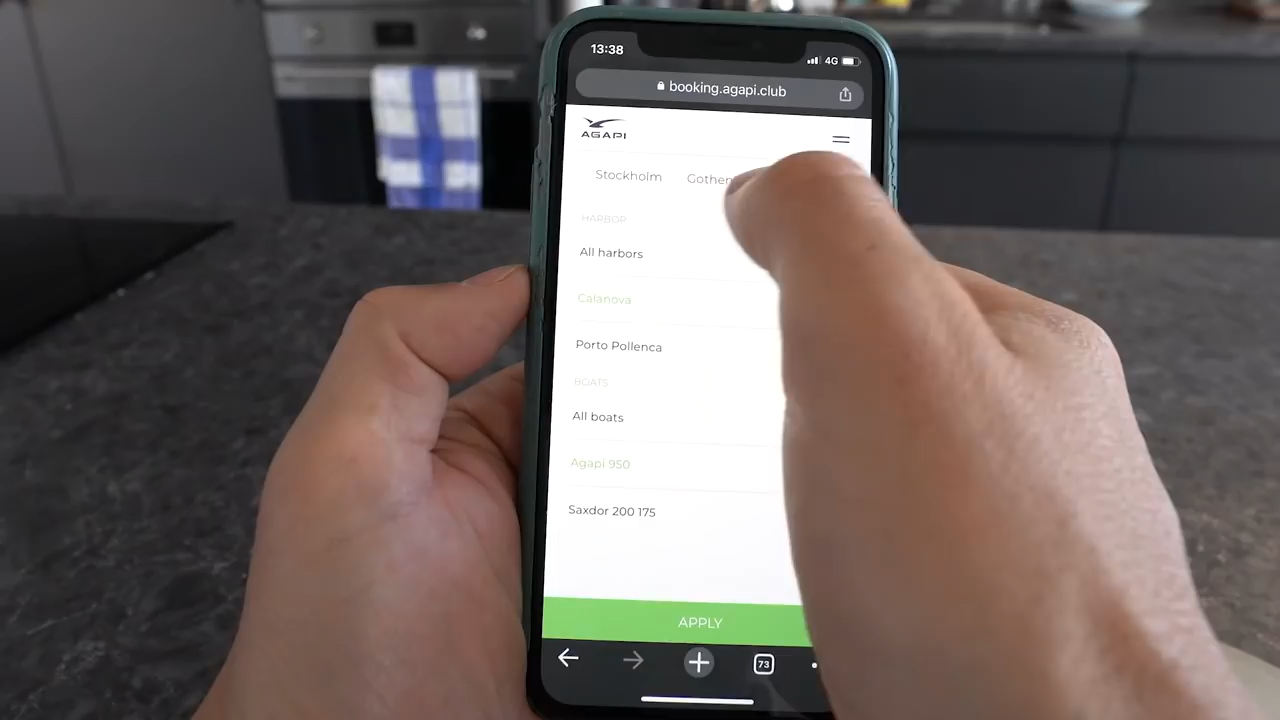 13:38
4G
booking.agapi.club
AGAPI
Stockholm
HARBOR
All harbors
Calanova
Porto Pollenca
BOATS
All boats
Agapi 950
Saxdor 200 175
APPLY
73